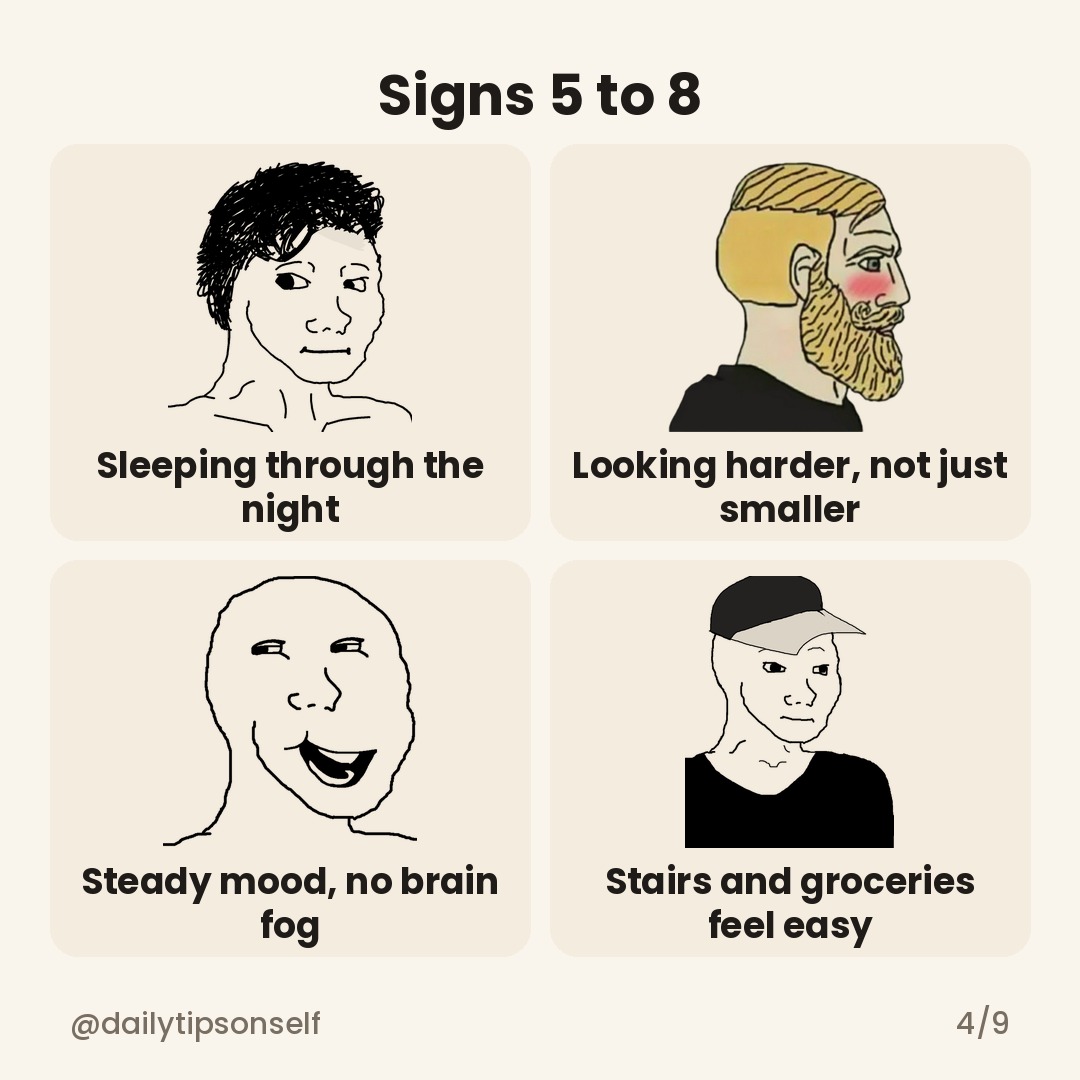 Signs 5 to 8
Sleeping through the
night
Looking harder, not just
smaller
Steady mood, no brain
fog
Stairs and groceries
feel easy
@dailytipsonself
4/9